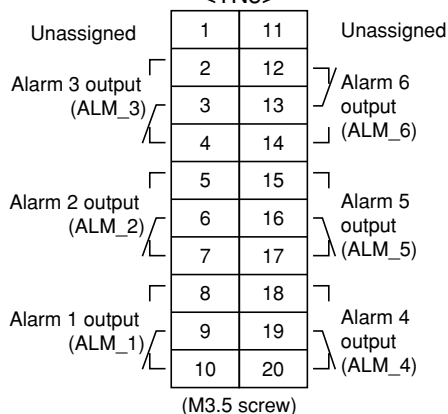 Unassigned
1
11
Unassigned
2
12
Alarm 3 output
(ALM_3)
3
13
Alarm 6
output
(ALM_6)
4
14
5
15
Alarm 2 output
(ALM_2)
6
16
Alarm 5
output
(ALM_5)
7
17
8
18
Alarm 1 output
(ALM_1)
9
19
Alarm 4
output
(ALM_4)
10
20
(M3.5 screw)